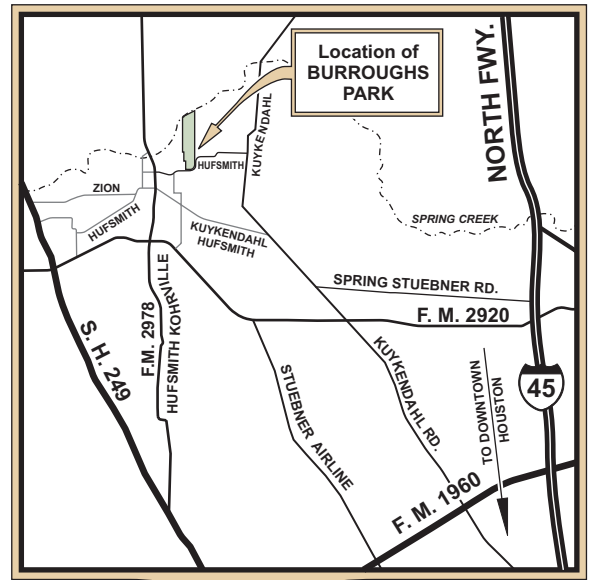 Location of
BURROUGHS
PARK
NORTH FWY.
KUYKENDAHL
HUFSMITH
ZION
HUFSMITH
KUYKENDAHL
HUFSMITH
SPRING CREEK
SPRING STUEBNER RD.
F. M. 2920
F.M. 2978
HUFSMITH KOHRVILLE
S. H. 249
STUEBNER AIRLINE
KUYKENDAHL RD.
TO DOWNTOWN
HOUSTON
45
F. M. 1960